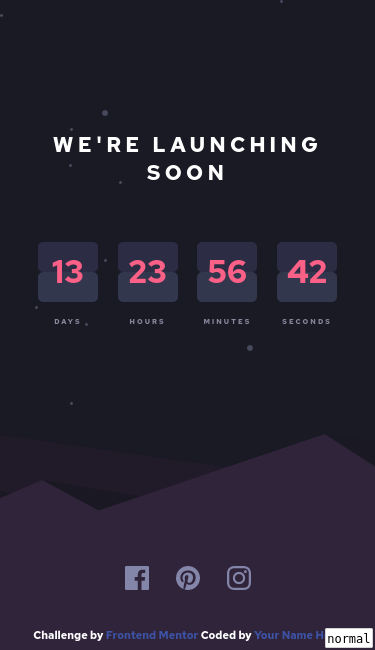 WE'RE LAUNCHING
SOON
13 23 56 42
DAYS HOURS MINUTES SECONDS
Challenge by Frontend Mentor Coded by Your Name H
normal